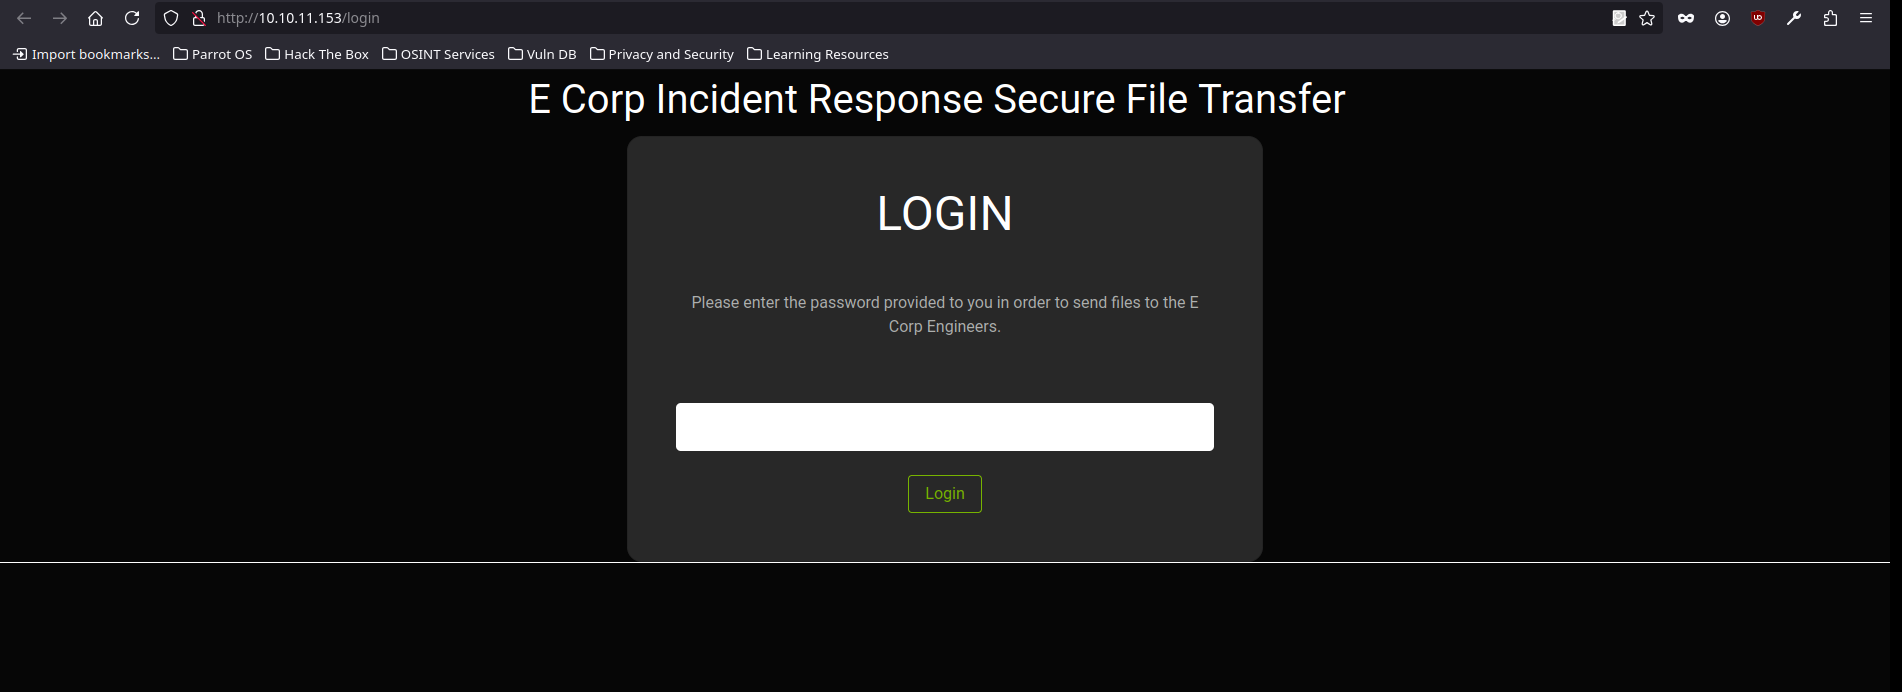 http://10.10.11.153/login
Import bookmarks... Parrot OS Hack The Box OSINT Services Vuln DB Privacy and Security Learning Resources
E Corp Incident Response Secure File Transfer
LOGIN
Please enter the password provided to you in order to send files to the E
Corp Engineers.
Login